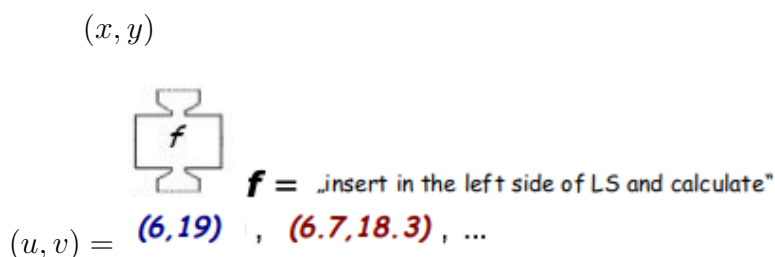 (x, y)
f
f = „insert in the left side of LS and calculate“
(u, v) = (6,19) , (6.7,18.3) , ...